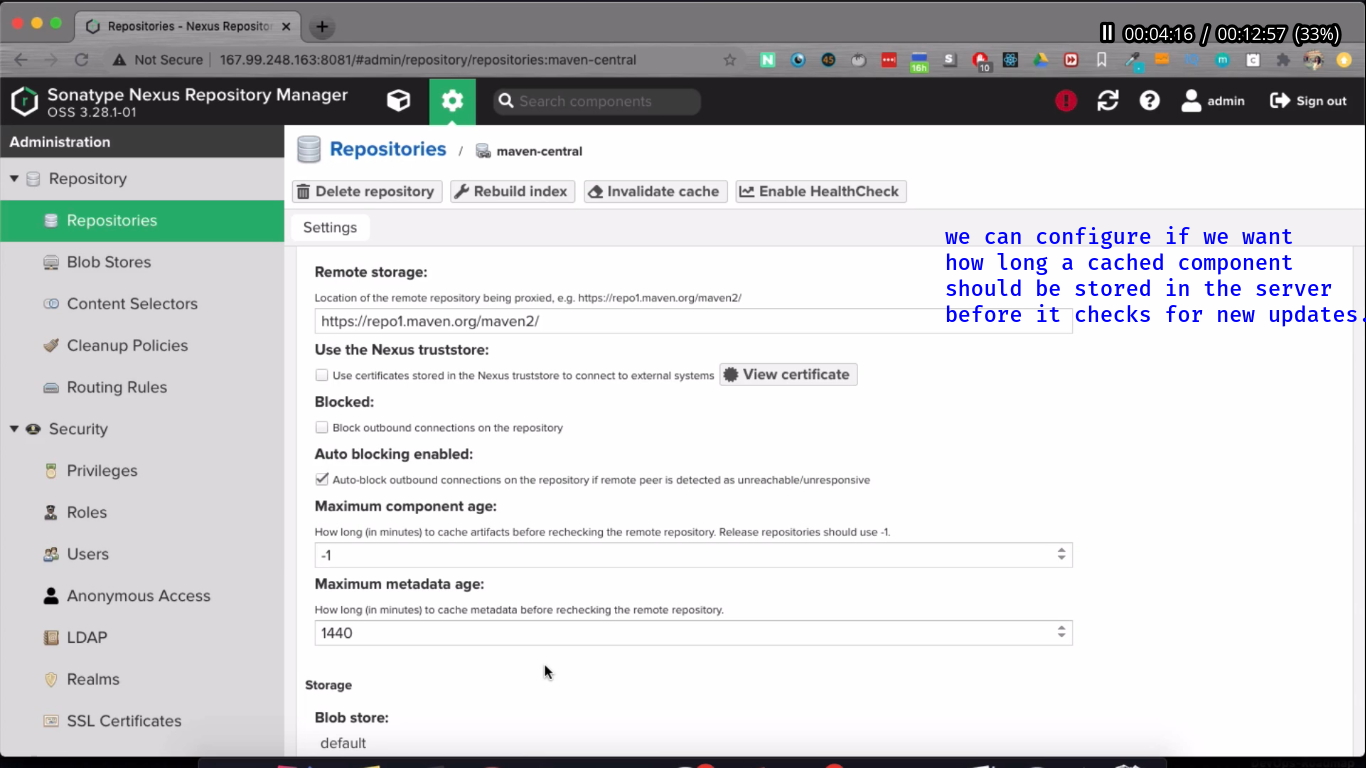 Repositories - Nexus Repositor
00:04:16 / 00:12:57 (33%)
Not Secure
167.99.248.163:8081/#admin/repository/repositories:maven-central
N
45
16h
S
10
m
C
Sonatype Nexus Repository Manager
OSS 3.28.1-01
Search components
admin
Sign out
Administration
Repository
Repositories
Blob Stores
Content Selectors
Cleanup Policies
Routing Rules
Security
Privileges
Roles
Users
Anonymous Access
LDAP
Realms
SSL Certificates
Repositories / maven-central
Delete repository
Rebuild index
Invalidate cache
Enable HealthCheck
Settings
we can configure if we want
how long a cached component
should be stored in the server
before it checks for new updates.
Remote storage:
Location of the remote repository being proxied, e.g. https://repo1.maven.org/maven2/
https://repo1.maven.org/maven2/
Use the Nexus truststore:
Use certificates stored in the Nexus truststore to connect to external systems
View certificate
Blocked:
Block outbound connections on the repository
Auto blocking enabled:
Auto-block outbound connections on the repository if remote peer is detected as unreachable/unresponsive
Maximum component age:
How long (in minutes) to cache artifacts before rechecking the remote repository. Release repositories should use -1.
-1
Maximum metadata age:
How long (in minutes) to cache metadata before rechecking the remote repository.
1440
Storage
Blob store:
default